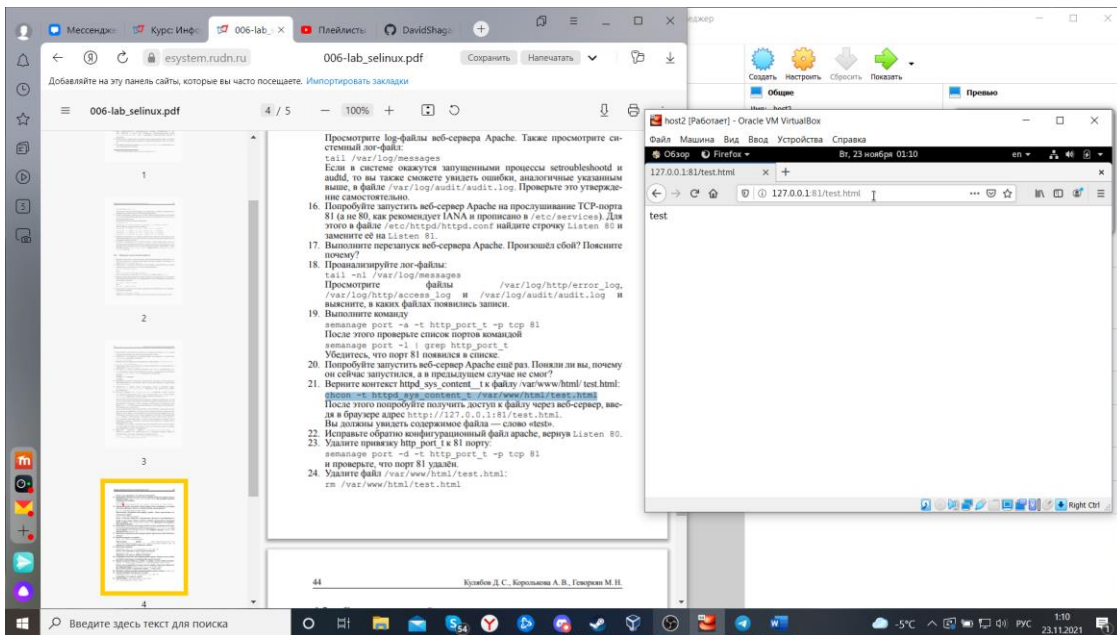 Мессендж
Курс: Инфо
006-lab_s
Плейлисты
DavidShaga
esystem.rudn.ru
006-lab_selinux.pdf
Сохранить
Напечатать
Добавляйте на эту панель сайты, которые вы часто посещаете. Импортировать закладки
006-lab_selinux.pdf
4 / 5
100%
1
2
3
4
Просмотрите log-файлы веб-сервера Apache. Также просмотрите си-
стемный лог-файл:
tail /var/log/messages
Если в системе окажутся запущенными процессы setroubleshootd и
audtd, то вы также сможете увидеть ошибки, аналогичные указанным
выше, в файле /var/log/audit/audit.log. Проверьте это утвержде-
ние самостоятельно.
16. Попробуйте запустить веб-сервер Apache на прослушивание TCP-порта
81 (а не 80, как рекомендует IANA и прописано в /etc/services). Для
этого в файле /etc/httpd/httpd.conf найдите строчку Listen 80 и
замените её на Listen 81.
17. Выполните перезапуск веб-сервера Apache. Произошёл сбой? Поясните
почему?
18. Проанализируйте лог-файлы:
tail -nl /var/log/messages
Просмотрите файлы /var/log/http/error_log,
/var/log/http/access_log и /var/log/audit/audit.log и
выясните, в каких файлах появились записи.
19. Выполните команду
semanage port -a -t http_port_t -р tcp 81
После этого проверьте список портов командой
semanage port -l | grep http_port_t
Убедитесь, что порт 81 появился в списке.
20. Попробуйте запустить веб-сервер Apache ещё раз. Поняли ли вы, почему
он сейчас запустился, а в предыдущем случае не смог?
21. Верните контекст httpd_sys_content__t к файлу /var/www/html/ test.html:
chcon -t httpd_sys_content_t /var/www/html/test.html
После этого попробуйте получить доступ к файлу через веб-сервер, вве-
дя в браузере адрес http://127.0.0.1:81/test.html.
Вы должны увидеть содержимое файла — слово «test».
22. Исправьте обратно конфигурационный файл apache, вернув Listen 80.
23. Удалите привязку http_port_t к 81 порту:
semanage port -d -t http_port_t -p tcp 81
и проверьте, что порт 81 удалён.
24. Удалите файл /var/www/html/test.html:
rm /var/www/html/test.html
44
Кулябов Д. С., Королькова А. В., Геворкян М. Н.
еджер
Создать
Настроить
Сбросить
Показать
Общие
Превью
host2 [Работает] - Oracle VM VirtualBox
Файл Машина Вид Ввод Устройства Справка
Обзор
Firefox
Вт, 23 ноября 01:10
en
127.0.0.1:81/test.html
127.0.0.1:81/test.html
test
Right Ctrl
Введите здесь текст для поиска
54
-5°C
РУС
1:10
23.11.2021